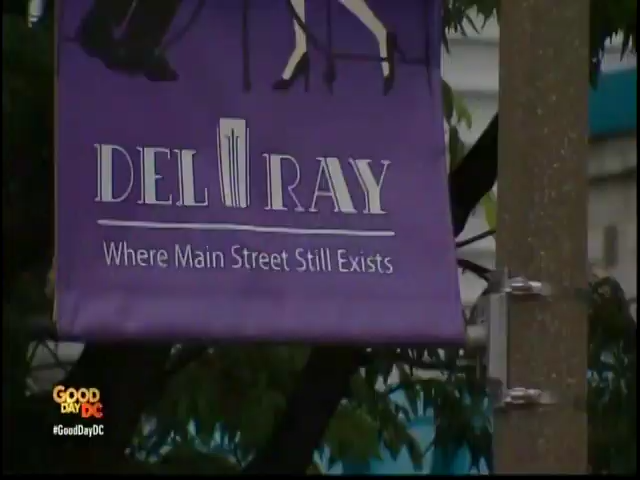 DEL RAY
Where Main Street Still Exists
GOOD
DAY DC
#GoodDayDC